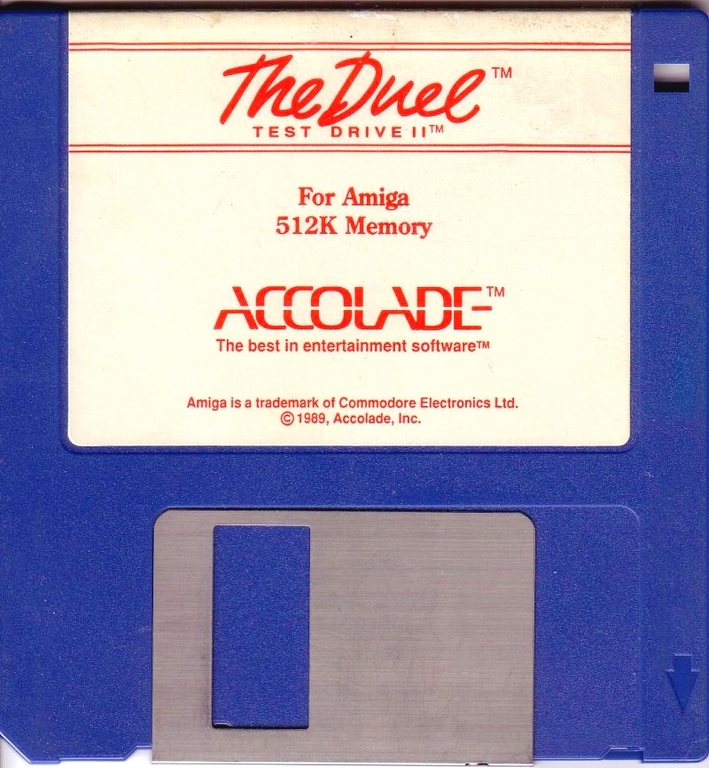 The Duel™
TEST DRIVE II™
For Amiga
512K Memory
ACCOLADE™
The best in entertainment software™
Amiga is a trademark of Commodore Electronics Ltd.
©1989, Accolade, Inc.